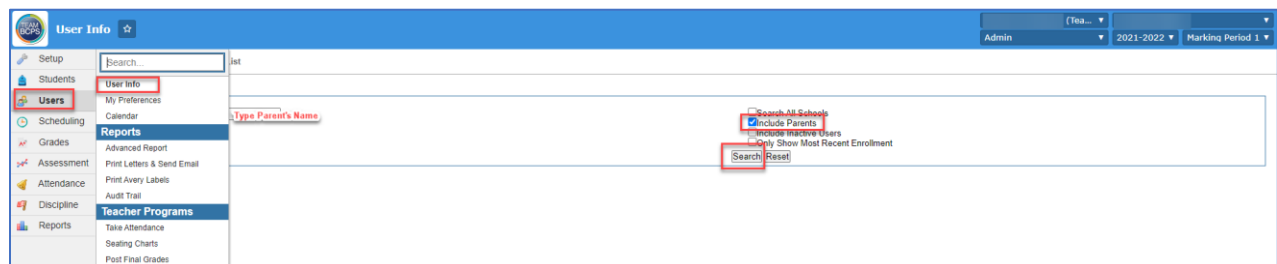 TEAM
BCPS
User Info
(Tea...
Admin
2021-2022
Marking Period 1
Setup
Students
Users
Scheduling
Grades
Assessment
Attendance
Discipline
Reports
Search...
User Info
My Preferences
Calendar
Reports
Advanced Report
Print Letters & Send Email
Print Avery Labels
Audit Trail
Teacher Programs
Take Attendance
Seating Charts
Post Final Grades
Type Parent's Name
Search All Schools
Include Parents
Include Inactive Users
Only Show Most Recent Enrollment
Search Reset